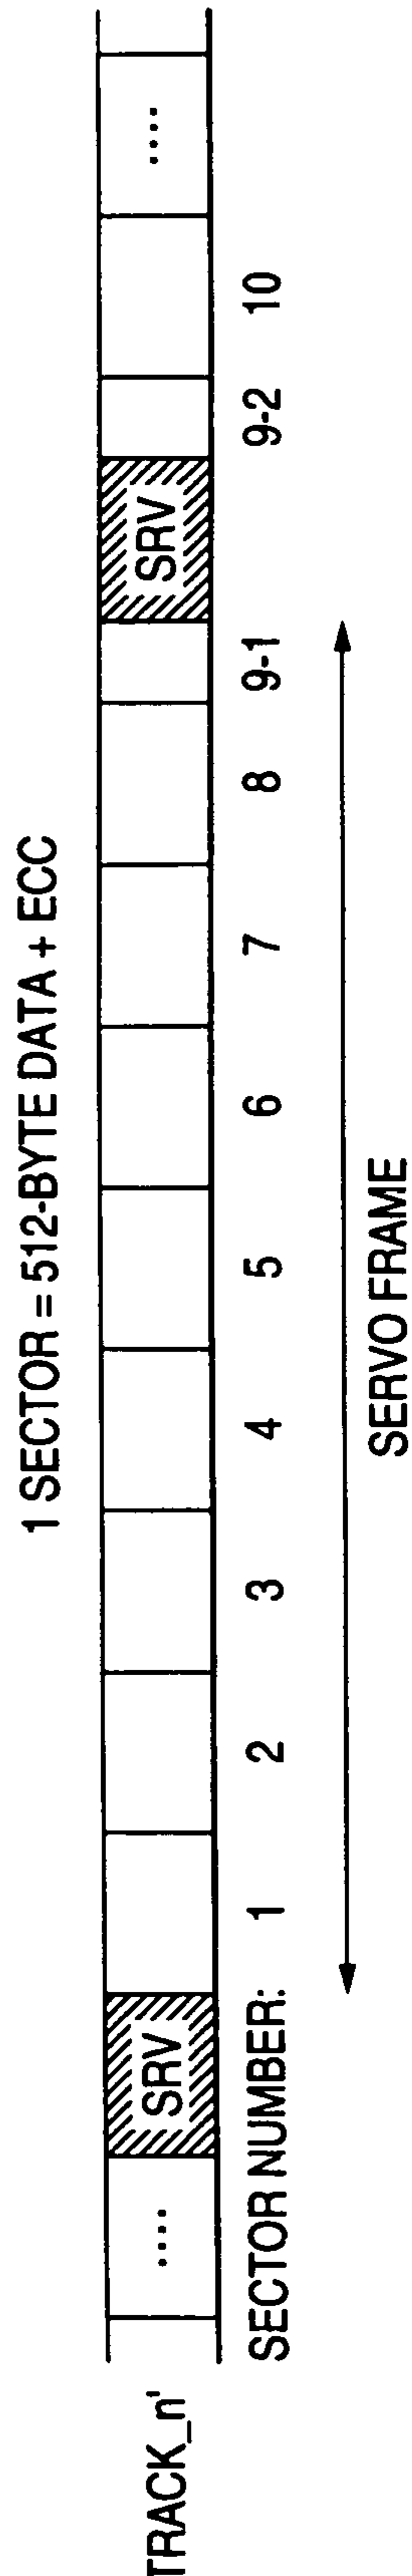 1 SECTOR = 512-BYTE DATA + ECC
TRACK_n' .... SRV SRV ....
SECTOR NUMBER: 1 2 3 4 5 6 7 8 9-1 9-2 10
SERVO FRAME